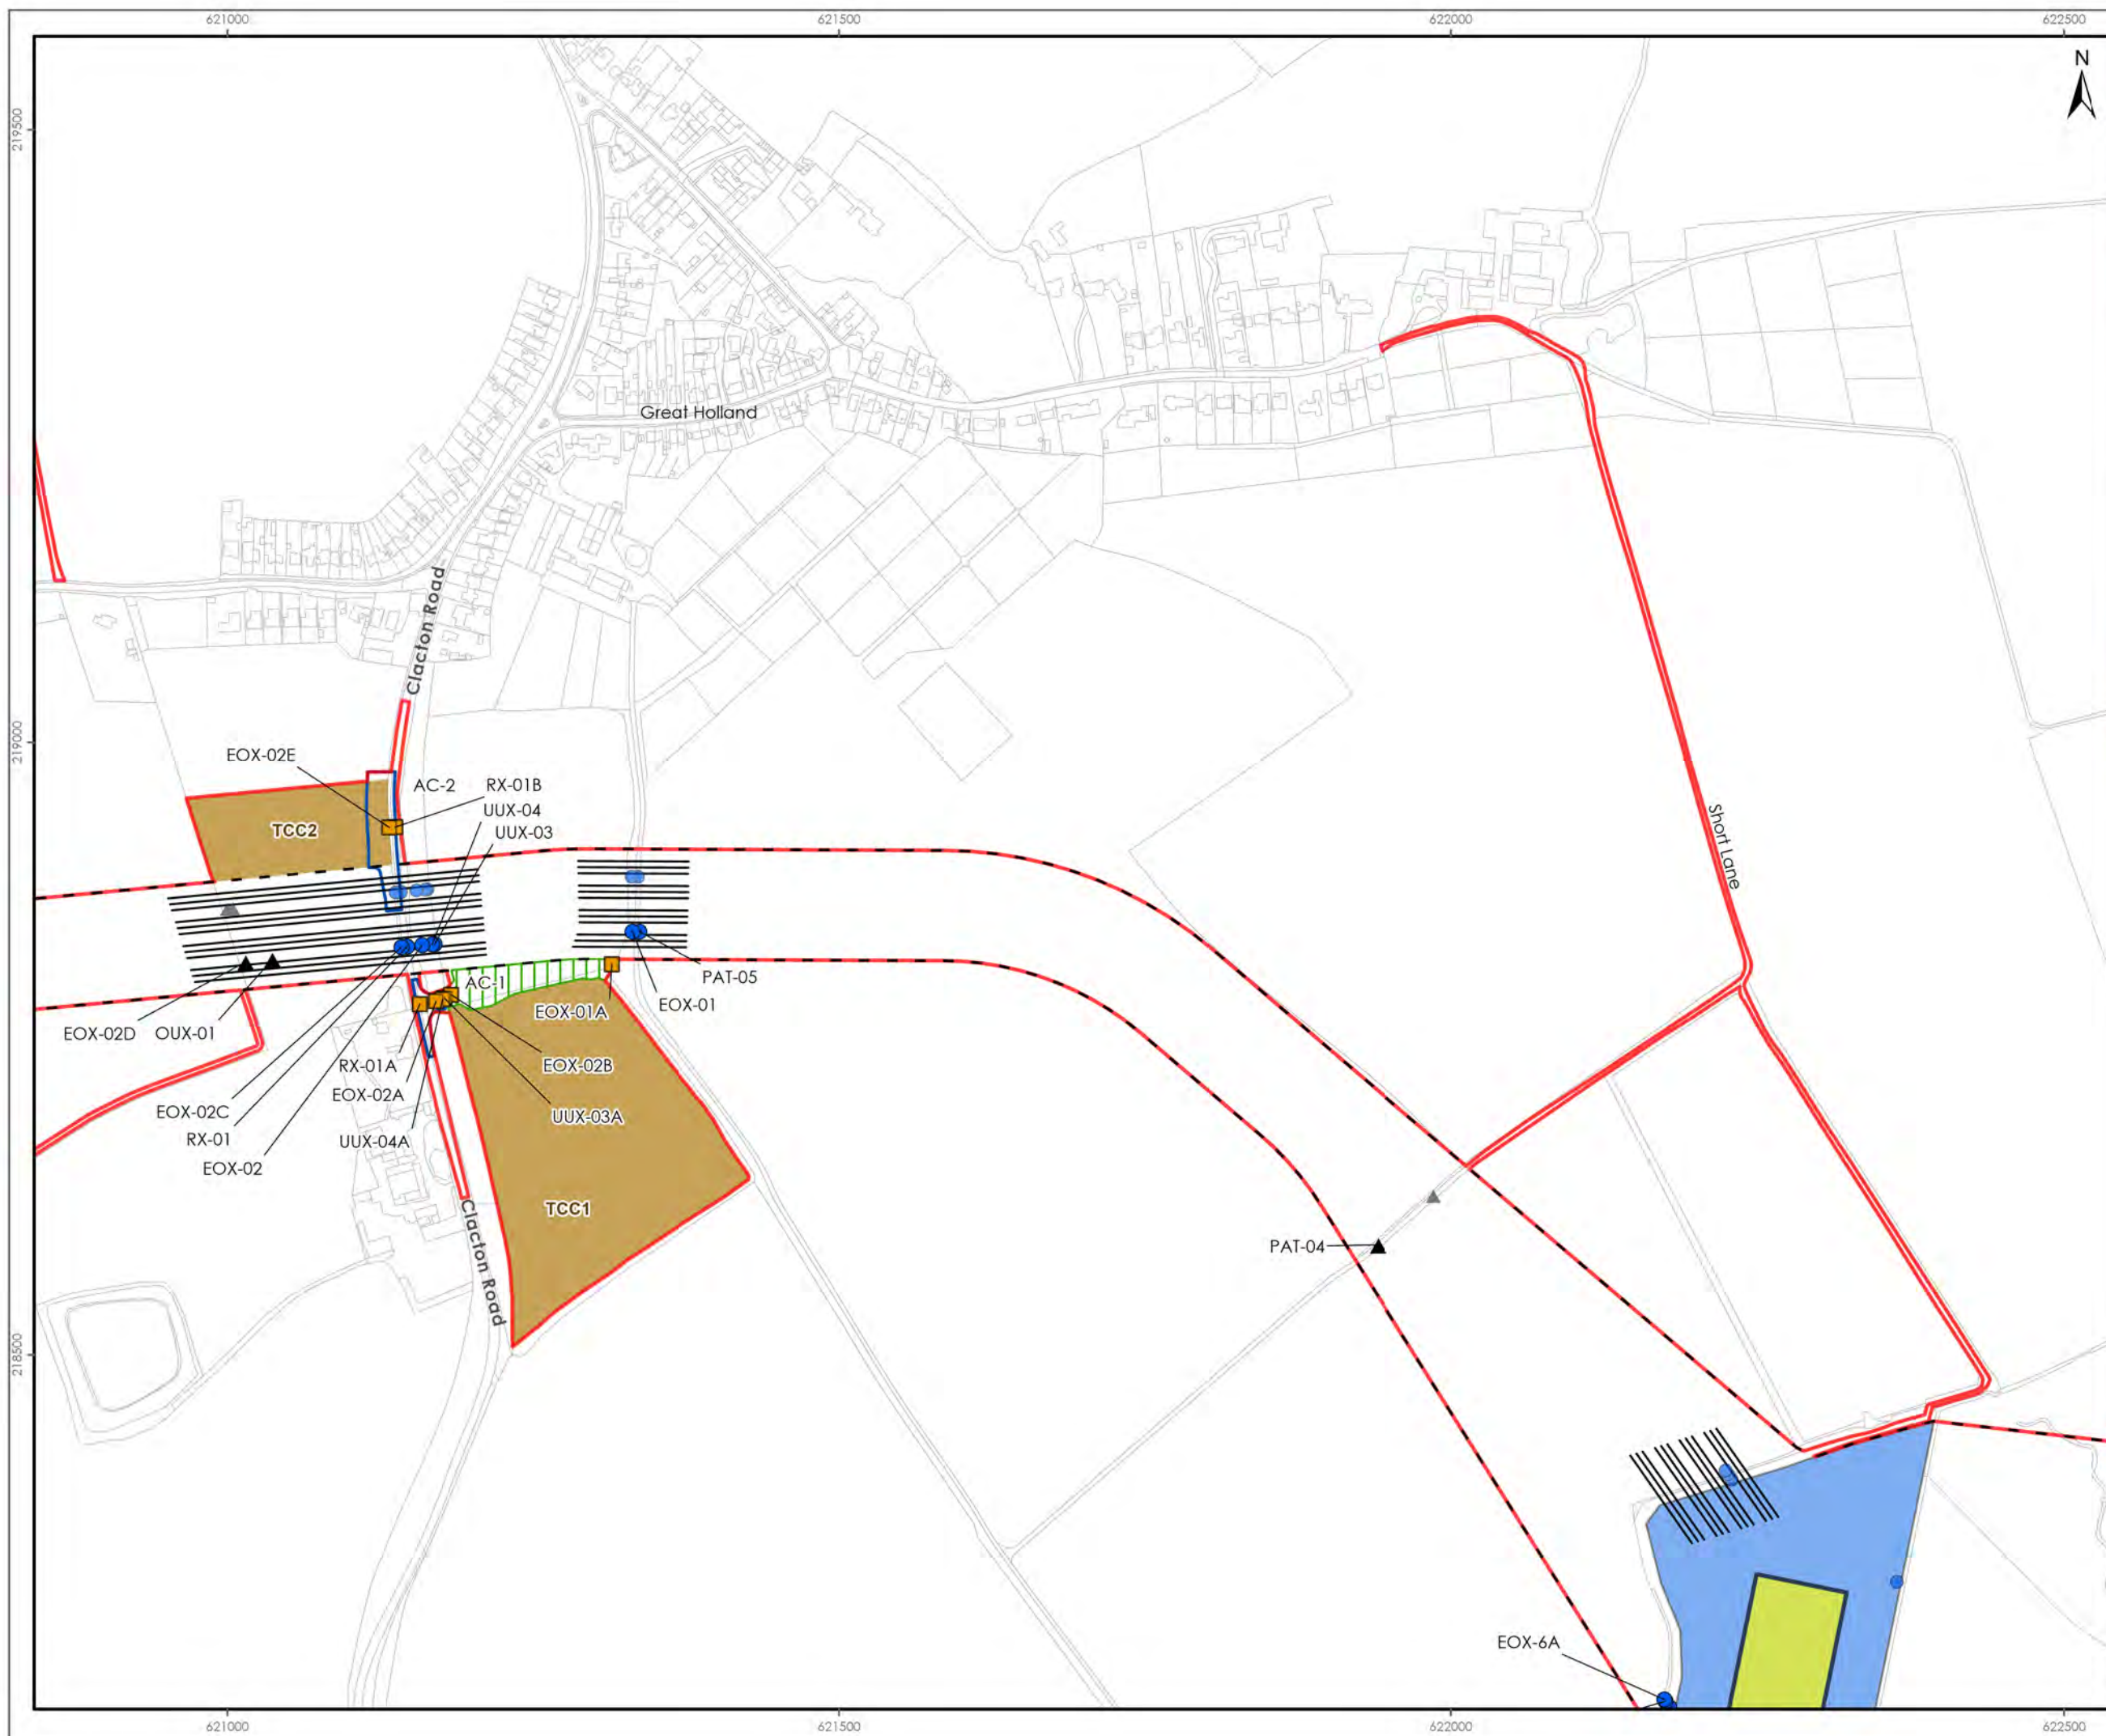 621000
621500
622000
622500
N
219500
Great Holland
Clacton Road
219000
EOX-02E
AC-2
RX-01B
UUX-04
UUX-03
TCC2
Short Lane
PAT-05
AC-1
EOX-01
EOX-01A
EOX-02D
OUX-01
RX-01A
EOX-02B
EOX-02A
EOX-02C
UUX-03A
RX-01
UUX-04A
EOX-02
TCC1
Clacton Road
PAT-04
218500
EOX-6A
621000
621500
622000
622500